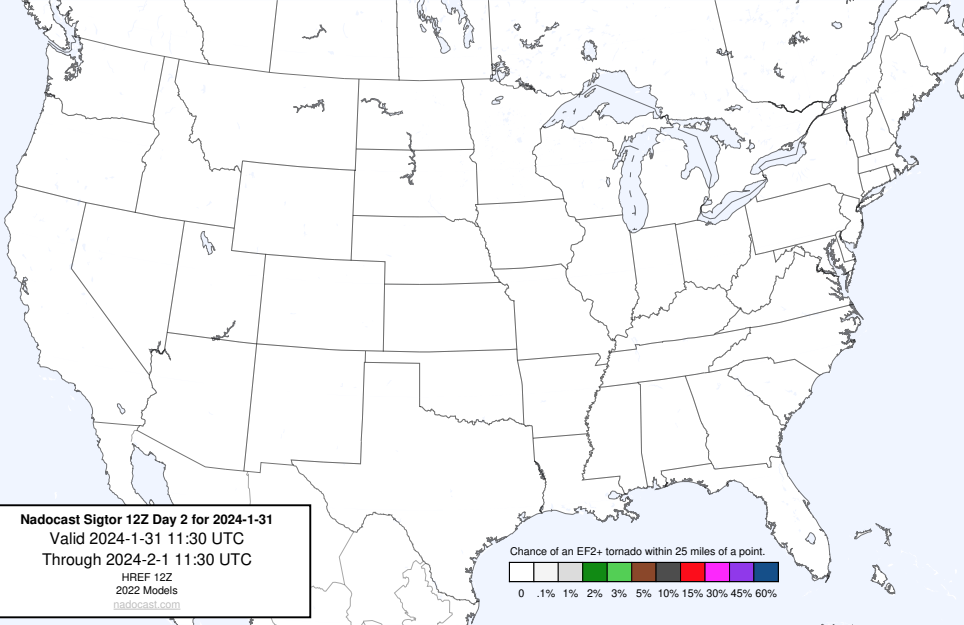 Nadocast Sigtor 12Z Day 2 for 2024-1-31
Valid 2024-1-31 11:30 UTC
Through 2024-2-1 11:30 UTC
HREF 12Z
2022 Models
nadocast.com
Chance of an EF2+ tornado within 25 miles of a point.
0 .1% 1% 2% 3% 5% 10% 15% 30% 45% 60%